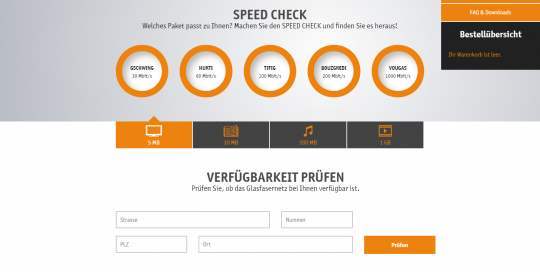 SPEED CHECK
Welches Paket passt zu Ihnen? Machen Sie den SPEED CHECK und finden Sie es heraus!
FAQ & Downloads
Bestellübersicht
Ihr Warenkorb ist leer.
GSCHWING
30 Mbit/s
HURTI
60 Mbit/s
TIFIG
100 Mbit/s
BOUZGREDI
200 Mbit/s
VOUGAS
1000 Mbit/s
5 MB
10 MB
100 MB
1 GB
VERFÜGBARKEIT PRÜFEN
Prüfen Sie, ob das Glasfasernetz bei Ihnen verfügbar ist.
Strasse
Nummer
PLZ
Ort
Prüfen